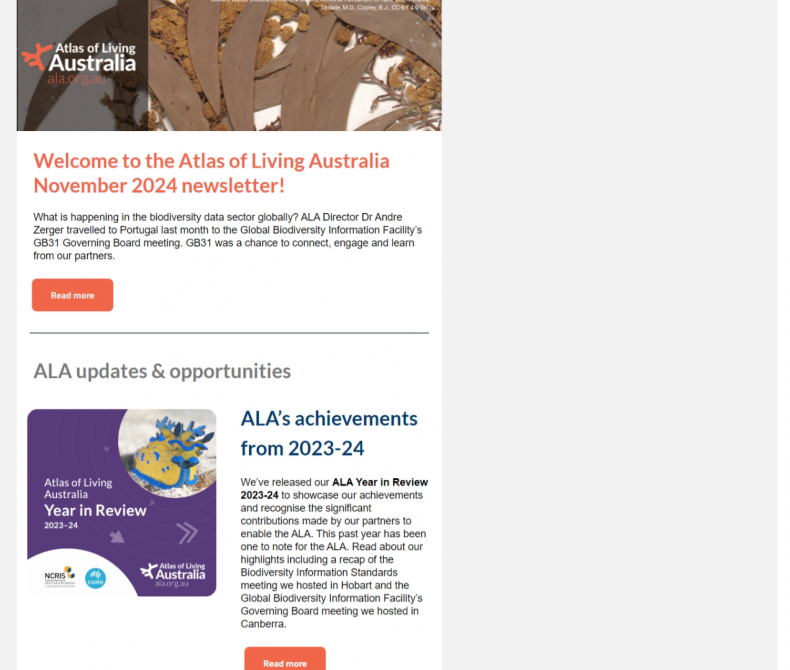 Tindale, M.D., Copley, B.J., CC-BY 4.0 (Int)
Atlas of Living
Australia
ala.org.au
Welcome to the Atlas of Living Australia
November 2024 newsletter!
What is happening in the biodiversity data sector globally? ALA Director Dr Andre
Zerger travelled to Portugal last month to the Global Biodiversity Information Facility's
GB31 Governing Board meeting. GB31 was a chance to connect, engage and learn
from our partners.
Read more
ALA updates & opportunities
Atlas of Living
Australia
Year in Review
2023–24
NCRIS
CSIRO
Atlas of Living
Australia
ala.org.au
ALA's achievements
from 2023-24
We've released our ALA Year in Review
2023-24 to showcase our achievements
and recognise the significant
contributions made by our partners to
enable the ALA. This past year has been
one to note for the ALA. Read about our
highlights including a recap of the
Biodiversity Information Standards
meeting we hosted in Hobart and the
Global Biodiversity Information Facility's
Governing Board meeting we hosted in
Canberra.
Read more